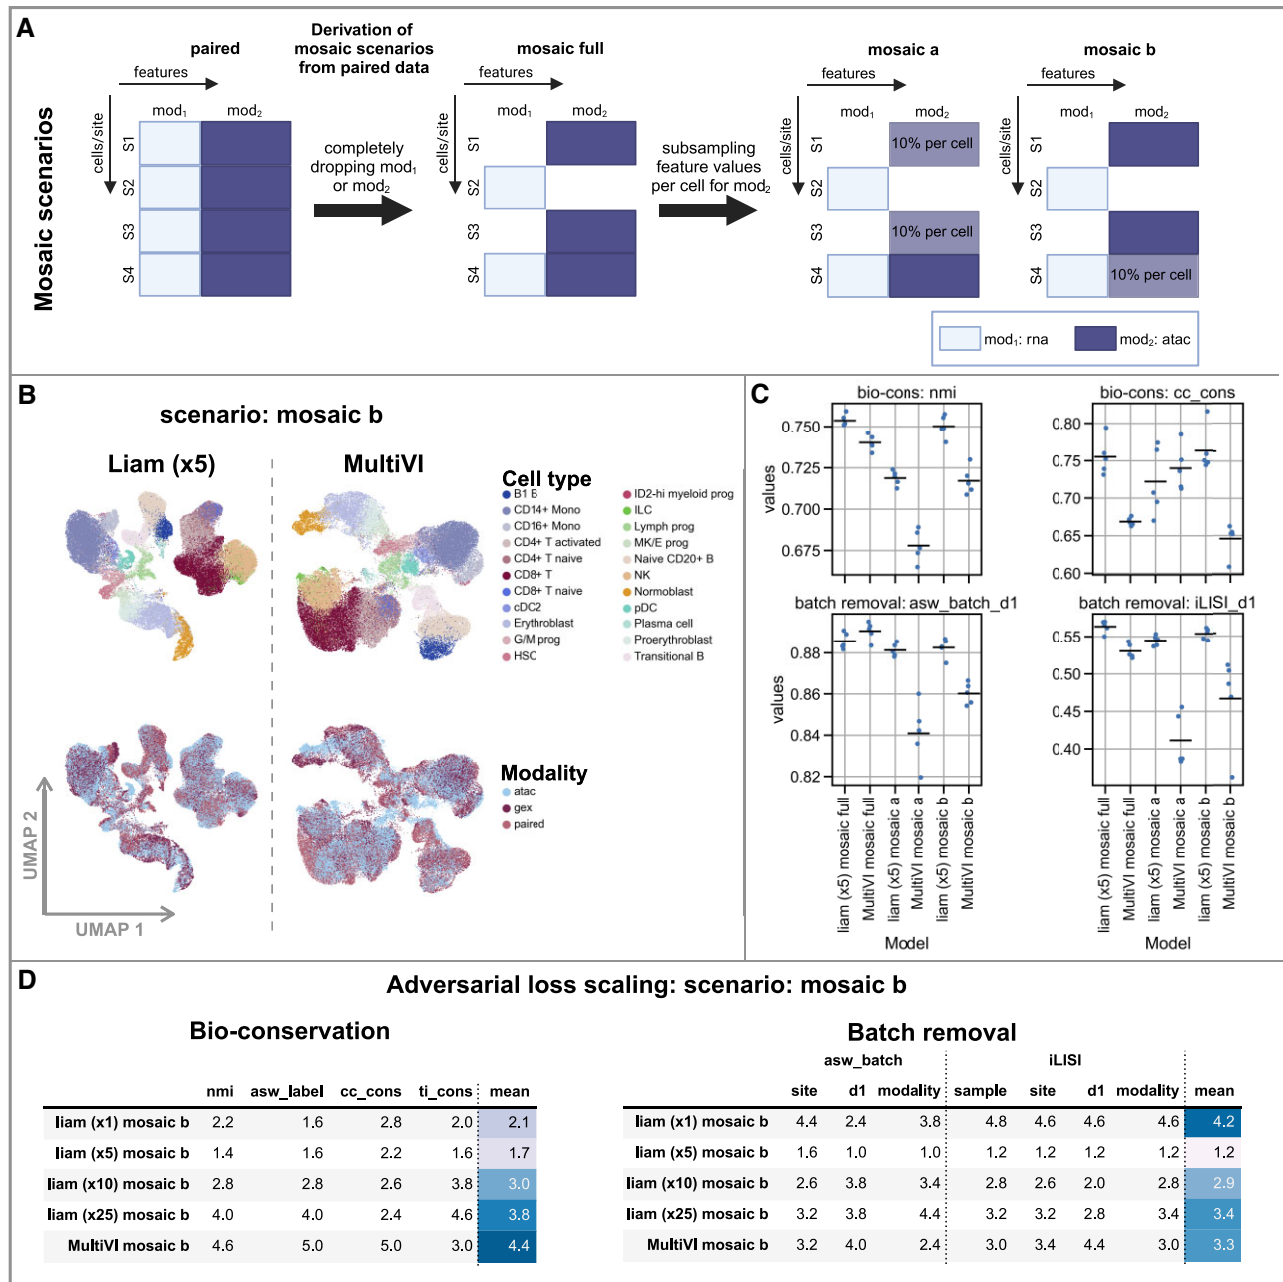 A
Mosaic scenarios
paired
features
cells/site
mod₁
mod₂
S1
S2
S3
S4
Derivation of
mosaic scenarios
from paired data
completely
dropping mod₁
or mod₂
mosaic full
features
cells/site
mod₁
mod₂
S1
S2
S3
S4
subsampling
feature values
per cell for mod₂
mosaic a
features
cells/site
mod₁
mod₂
S1
10% per cell
S2
S3
10% per cell
S4
mosaic b
features
cells/site
mod₁
mod₂
S1
S2
S3
S4
10% per cell
mod₁: rna
mod₂: atac
B
scenario: mosaic b
Liam (x5)
MultiVI
Cell type
B1 B
CD14+ Mono
CD16+ Mono
CD4+ T activated
CD4+ T naive
CD8+ T
CD8+ T naive
cDC2
Erythroblast
G/M prog
HSC
ID2-hi myeloid prog
ILC
Lymph prog
MK/E prog
Naive CD20+ B
NK
Normoblast
pDC
Plasma cell
Proerythroblast
Transitional B
Modality
atac
gex
paired
UMAP 2
UMAP 1
C
bio-cons: nmi
values
0.750
0.725
0.700
0.675
bio-cons: cc_cons
0.80
0.75
0.70
0.65
0.60
batch removal: asw_batch_d1
values
0.88
0.86
0.84
0.82
liam (x5) mosaic full
MultiVI mosaic full
liam (x5) mosaic a
MultiVI mosaic a
liam (x5) mosaic b
MultiVI mosaic b
Model
batch removal: iLISI_d1
0.55
0.50
0.45
0.40
liam (x5) mosaic full
MultiVI mosaic full
liam (x5) mosaic a
MultiVI mosaic a
liam (x5) mosaic b
MultiVI mosaic b
Model
D
Adversarial loss scaling: scenario: mosaic b
Bio-conservation
nmi asw_label cc_cons ti_cons mean
liam (x1) mosaic b 2.2 1.6 2.8 2.0 2.1
liam (x5) mosaic b 1.4 1.6 2.2 1.6 1.7
liam (x10) mosaic b 2.8 2.8 2.6 3.8 3.0
liam (x25) mosaic b 4.0 4.0 2.4 4.6 3.8
MultiVI mosaic b 4.6 5.0 5.0 3.0 4.4
Batch removal
asw_batch iLISI
site d1 modality sample site d1 modality mean
liam (x1) mosaic b 4.4 2.4 3.8 4.8 4.6 4.6 4.6 4.2
liam (x5) mosaic b 1.6 1.0 1.0 1.2 1.2 1.2 1.2 1.2
liam (x10) mosaic b 2.6 3.8 3.4 2.8 2.6 2.0 2.8 2.9
liam (x25) mosaic b 3.2 3.8 4.4 3.2 3.2 2.8 3.4 3.4
MultiVI mosaic b 3.2 4.0 2.4 3.0 3.4 4.4 3.0 3.3